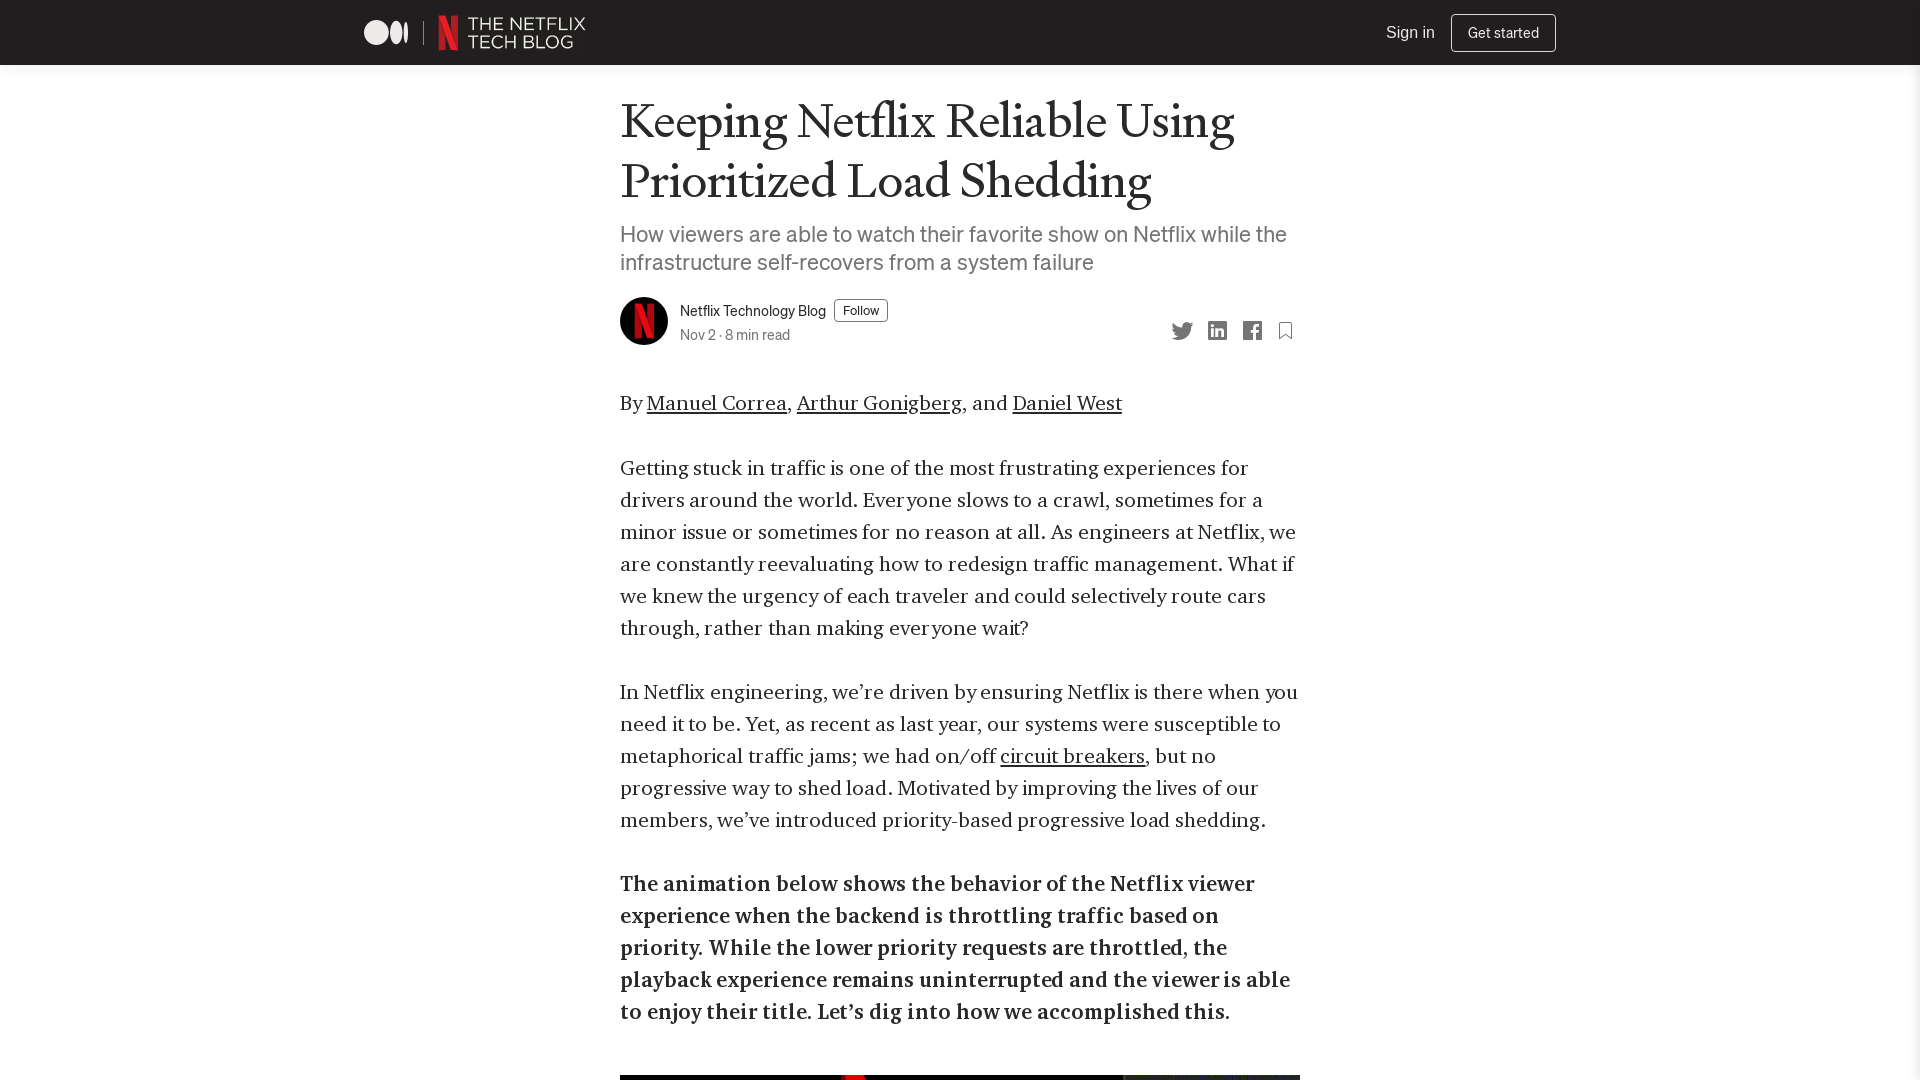 THE NETFLIX
TECH BLOG
Sign in
Get started
Keeping Netflix Reliable Using
Prioritized Load Shedding
How viewers are able to watch their favorite show on Netflix while the
infrastructure self-recovers from a system failure
Netflix Technology Blog
Follow
Nov 2 · 8 min read
By Manuel Correa, Arthur Gonigberg, and Daniel West
Getting stuck in traffic is one of the most frustrating experiences for
drivers around the world. Everyone slows to a crawl, sometimes for a
minor issue or sometimes for no reason at all. As engineers at Netflix, we
are constantly reevaluating how to redesign traffic management. What if
we knew the urgency of each traveler and could selectively route cars
through, rather than making everyone wait?
In Netflix engineering, we’re driven by ensuring Netflix is there when you
need it to be. Yet, as recent as last year, our systems were susceptible to
metaphorical traffic jams; we had on/off circuit breakers, but no
progressive way to shed load. Motivated by improving the lives of our
members, we’ve introduced priority-based progressive load shedding.
The animation below shows the behavior of the Netflix viewer
experience when the backend is throttling traffic based on
priority. While the lower priority requests are throttled, the
playback experience remains uninterrupted and the viewer is able
to enjoy their title. Let’s dig into how we accomplished this.